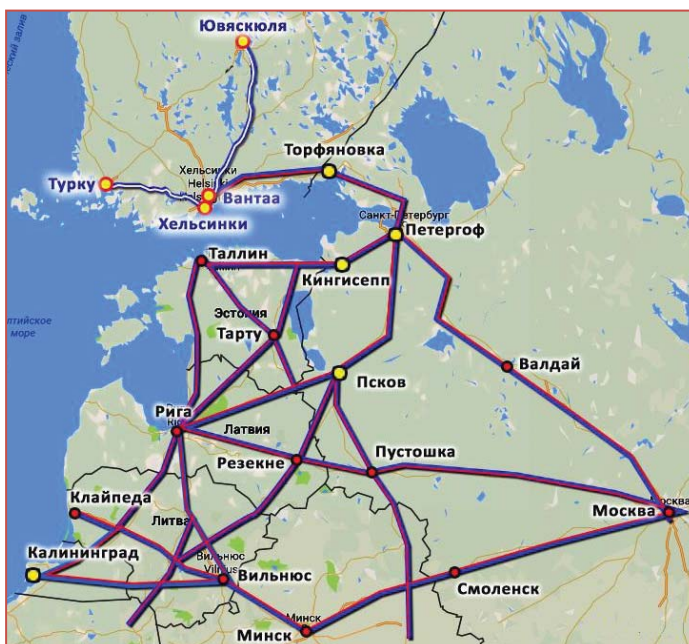 Ювяскюля
Торфяновка
Хельсинки
Helsinki
Турку
Вантаа
Хельсинки
Санкт-Петербург
Петергоф
Таллин
Кингисепп
Эстония
Тарту
Валдай
Псков
Рига
Латвия
Резекне
Пустошка
Клайпеда
Москва
Литва
Калининград
Вильнюс
Vilnius
Вильнюс
Смоленск
Минск
Минск
море